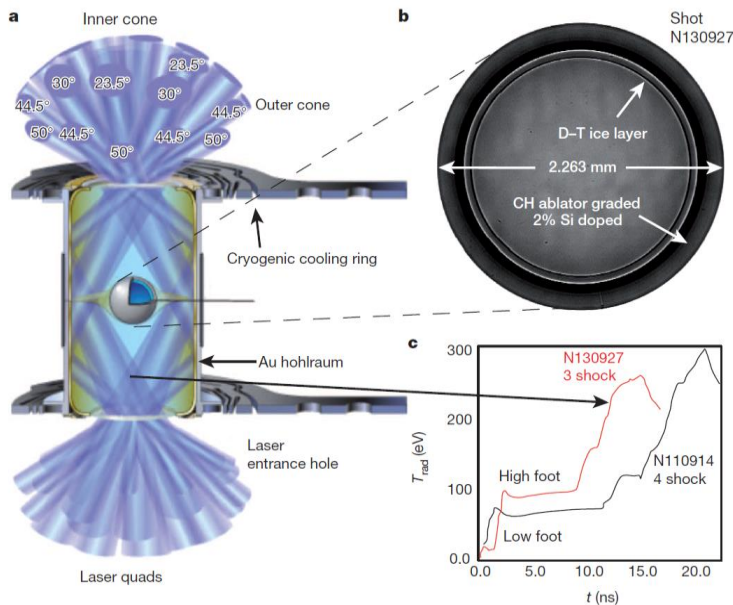 a
Inner cone
23.5°
30°
23.5°
30°
44.5°
44.5°
50°
44.5°
44.5°
50°
50°
Outer cone
Cryogenic cooling ring
Au hohlraum
Laser
entrance hole
Laser quads
b
Shot
N130927
D–T ice layer
2.263 mm
CH ablator graded
2% Si doped
c
300
200
100
0.0
T rad (eV)
N130927
3 shock
High foot
Low foot
N110914
4 shock
0.0
5.0
10.0
15.0
20.0
t (ns)